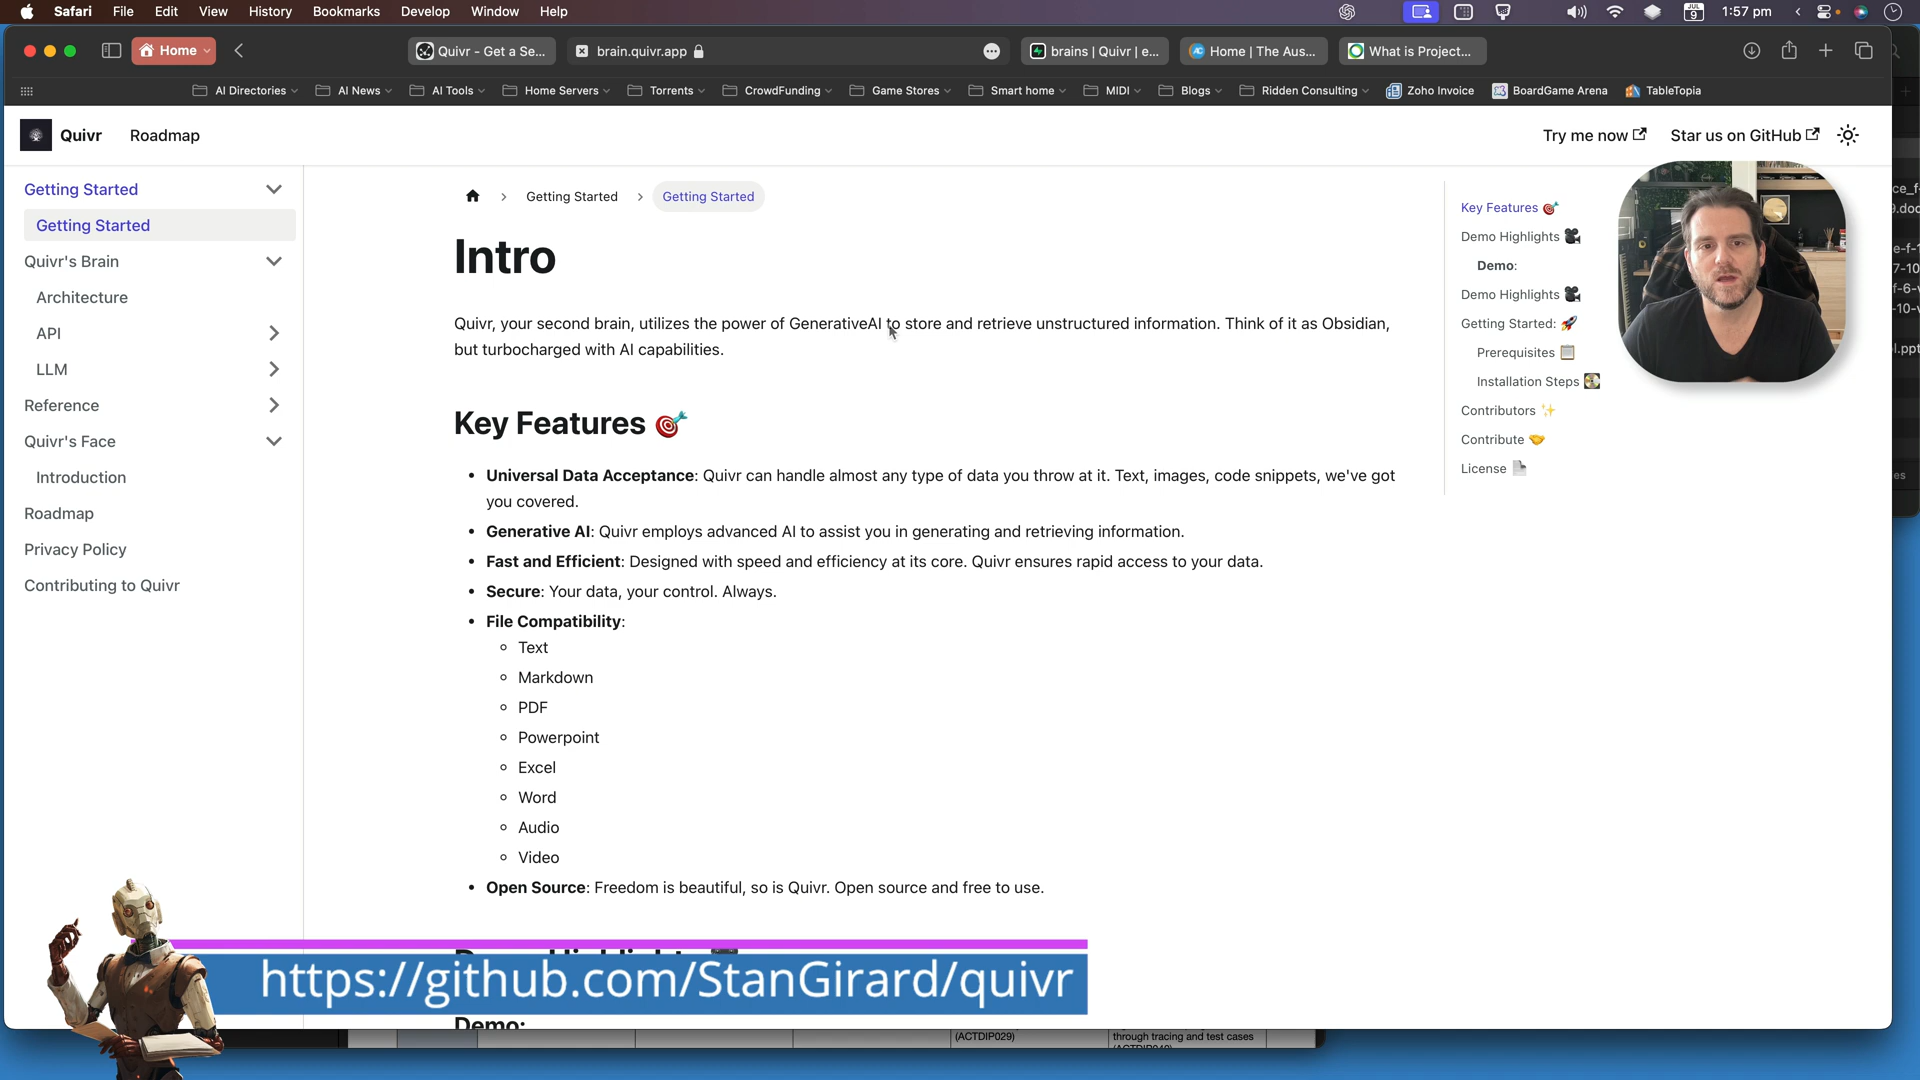 Safari File Edit View History Bookmarks Develop Window Help
JUL 9 1:57 pm
Home
Quivr - Get a Se...
brain.quivr.app
brains | Quivr | e...
Home | The Aus...
What is Project...
AI Directories AI News AI Tools Home Servers Torrents CrowdFunding Game Stores Smart home MIDI Blogs Ridden Consulting Zoho Invoice BoardGame Arena TableTopia
Quivr Roadmap
Try me now Star us on GitHub
Getting Started
Getting Started
Quivr's Brain
Architecture
API
LLM
Reference
Quivr's Face
Introduction
Roadmap
Privacy Policy
Contributing to Quivr
Getting Started > Getting Started
Intro
Quivr, your second brain, utilizes the power of GenerativeAI to store and retrieve unstructured information. Think of it as Obsidian,
but turbocharged with AI capabilities.
Key Features 🎯
• Universal Data Acceptance: Quivr can handle almost any type of data you throw at it. Text, images, code snippets, we've got
you covered.
• Generative AI: Quivr employs advanced AI to assist you in generating and retrieving information.
• Fast and Efficient: Designed with speed and efficiency at its core. Quivr ensures rapid access to your data.
• Secure: Your data, your control. Always.
• File Compatibility:
Text
Markdown
PDF
Powerpoint
Excel
Word
Audio
Video
• Open Source: Freedom is beautiful, so is Quivr. Open source and free to use.
Demo:
Key Features 🎯
Demo Highlights 🎥
Demo:
Demo Highlights 🎥
Getting Started: 🚀
Prerequisites 📋
Installation Steps 💽
Contributors ✨
Contribute 🤝
License 📄
https://github.com/StanGirard/quivr
(ACTDIP029)
through tracing and test cases